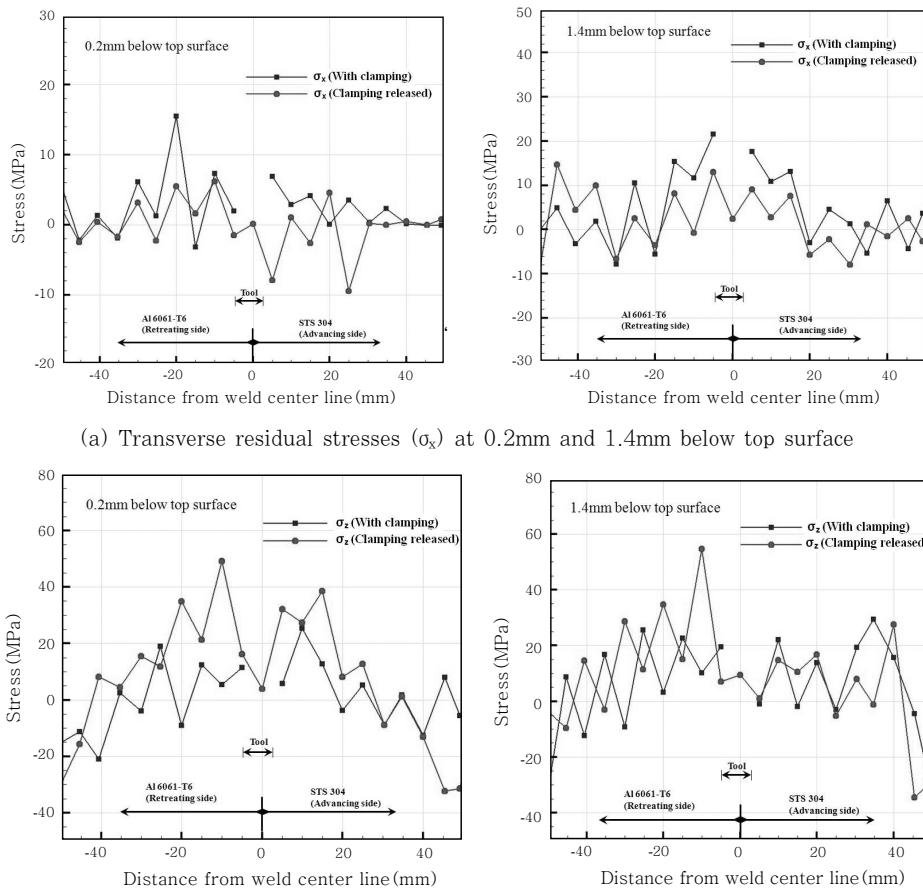 0.2mm below top surface
σx (With clamping)
σx (Clamping released)
Tool
Al 6061-T6
(Retreating side)
STS 304
(Advancing side)
Stress (MPa)
30
20
10
0
-10
-20
-40
-20
0
20
40
Distance from weld center line (mm)
1.4mm below top surface
σx (With clamping)
σx (Clamping released)
Tool
Al 6061-T6
(Retreating side)
STS 304
(Advancing side)
Stress (MPa)
50
40
30
20
10
0
-10
-20
-30
-40
-20
0
20
40
Distance from weld center line (mm)
(a) Transverse residual stresses (σx) at 0.2mm and 1.4mm below top surface
0.2mm below top surface
σz (With clamping)
σz (Clamping released)
Tool
Al 6061-T6
(Retreating side)
STS 304
(Advancing side)
Stress (MPa)
80
60
40
20
0
-20
-40
-40
-20
0
20
40
Distance from weld center line (mm)
1.4mm below top surface
σz (With clamping)
σz (Clamping released)
Tool
Al 6061-T6
(Retreating side)
STS 304
(Advancing side)
Stress (MPa)
80
60
40
20
0
-20
-40
-40
-20
0
20
40
Distance from weld center line (mm)